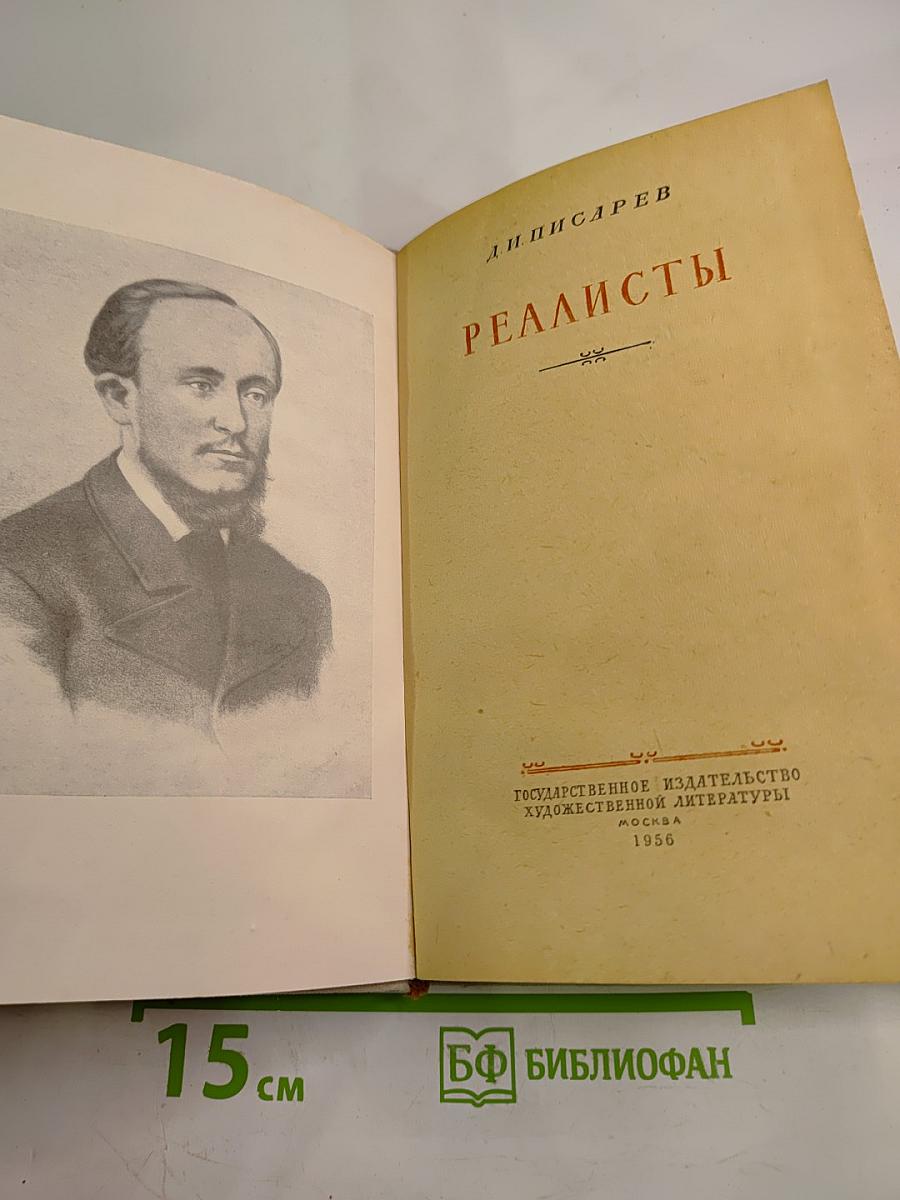 Д. И. ПИСАРЕВ
РЕАЛИСТЫ
ГОСУДАРСТВЕННОЕ ИЗДАТЕЛЬСТВО
ХУДОЖЕСТВЕННОЙ ЛИТЕРАТУРЫ
МОСКВА
1956
15 см
БФ БИБЛИОФАН